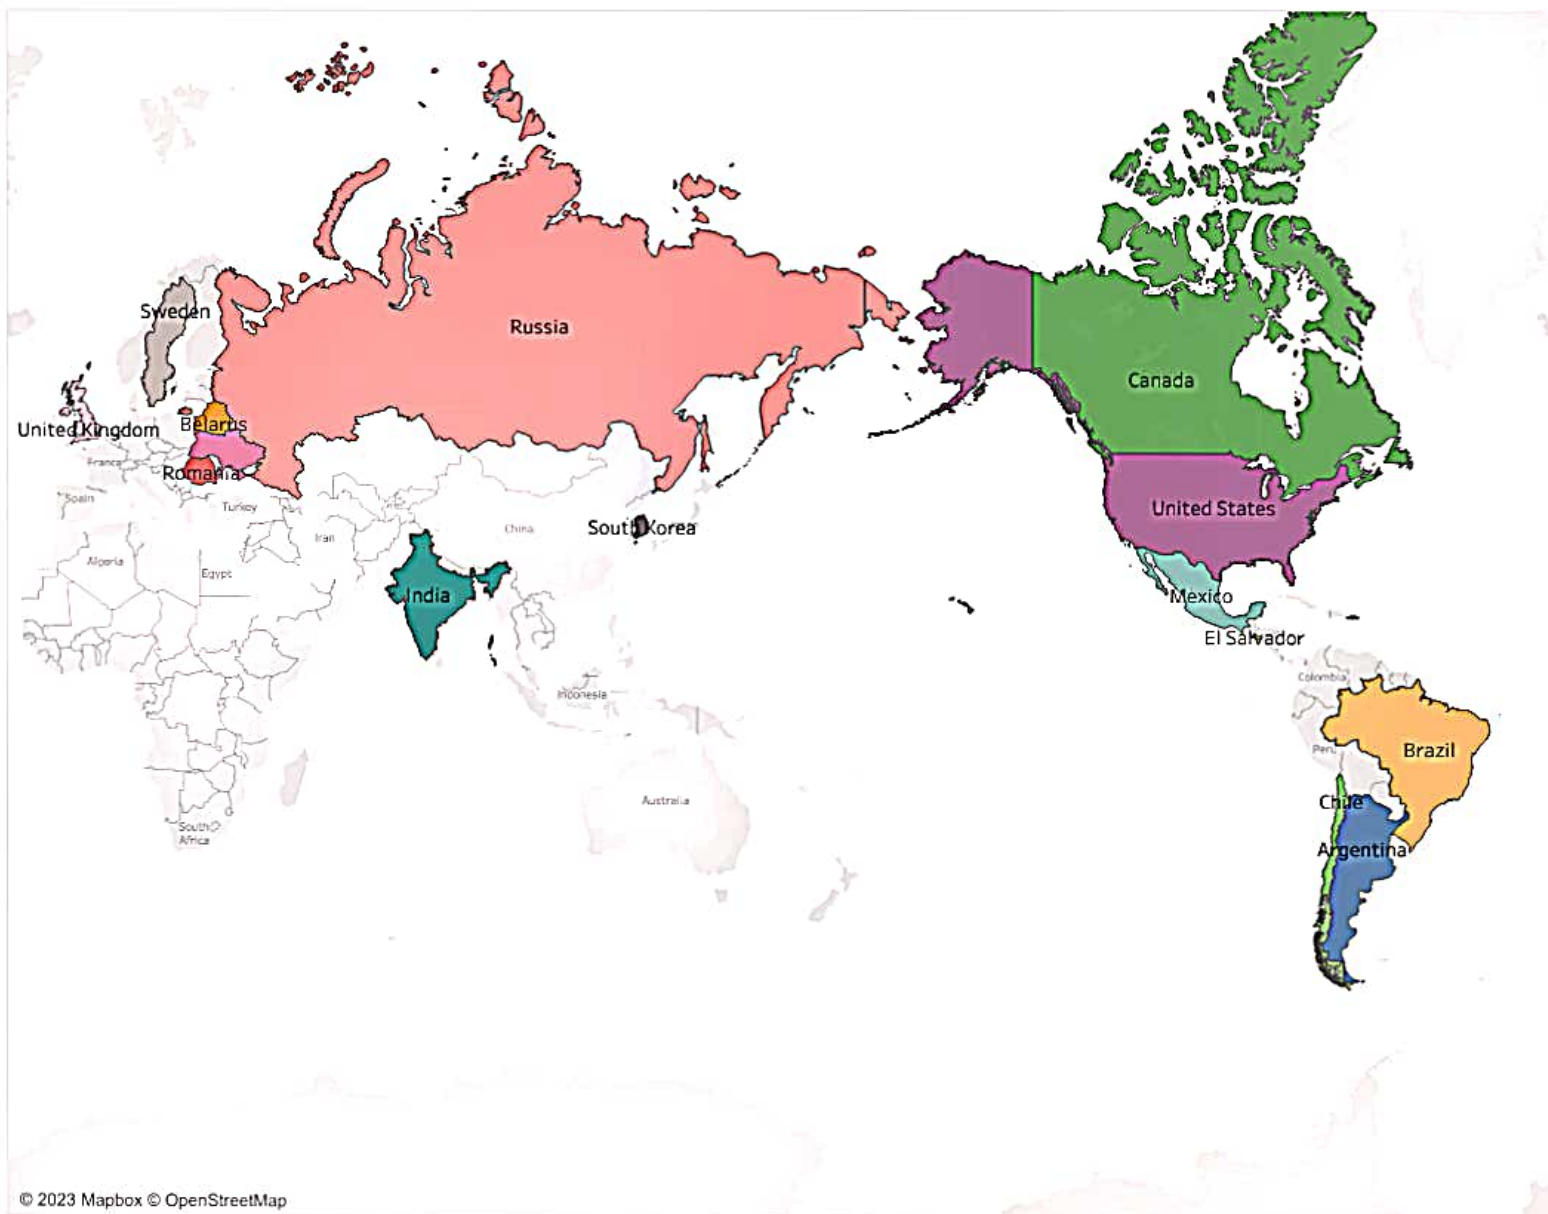 Russia
Sweden
Canada
Belarus
United Kingdom
France
Romania
Spain
Turkey
United States
China
South Korea
Iran
Algeria
Egypt
India
Mexico
El Salvador
Colombia
Indonesia
Brazil
Peru
Australia
Chile
South
Africa
Argentina
© 2023 Mapbox © OpenStreetMap